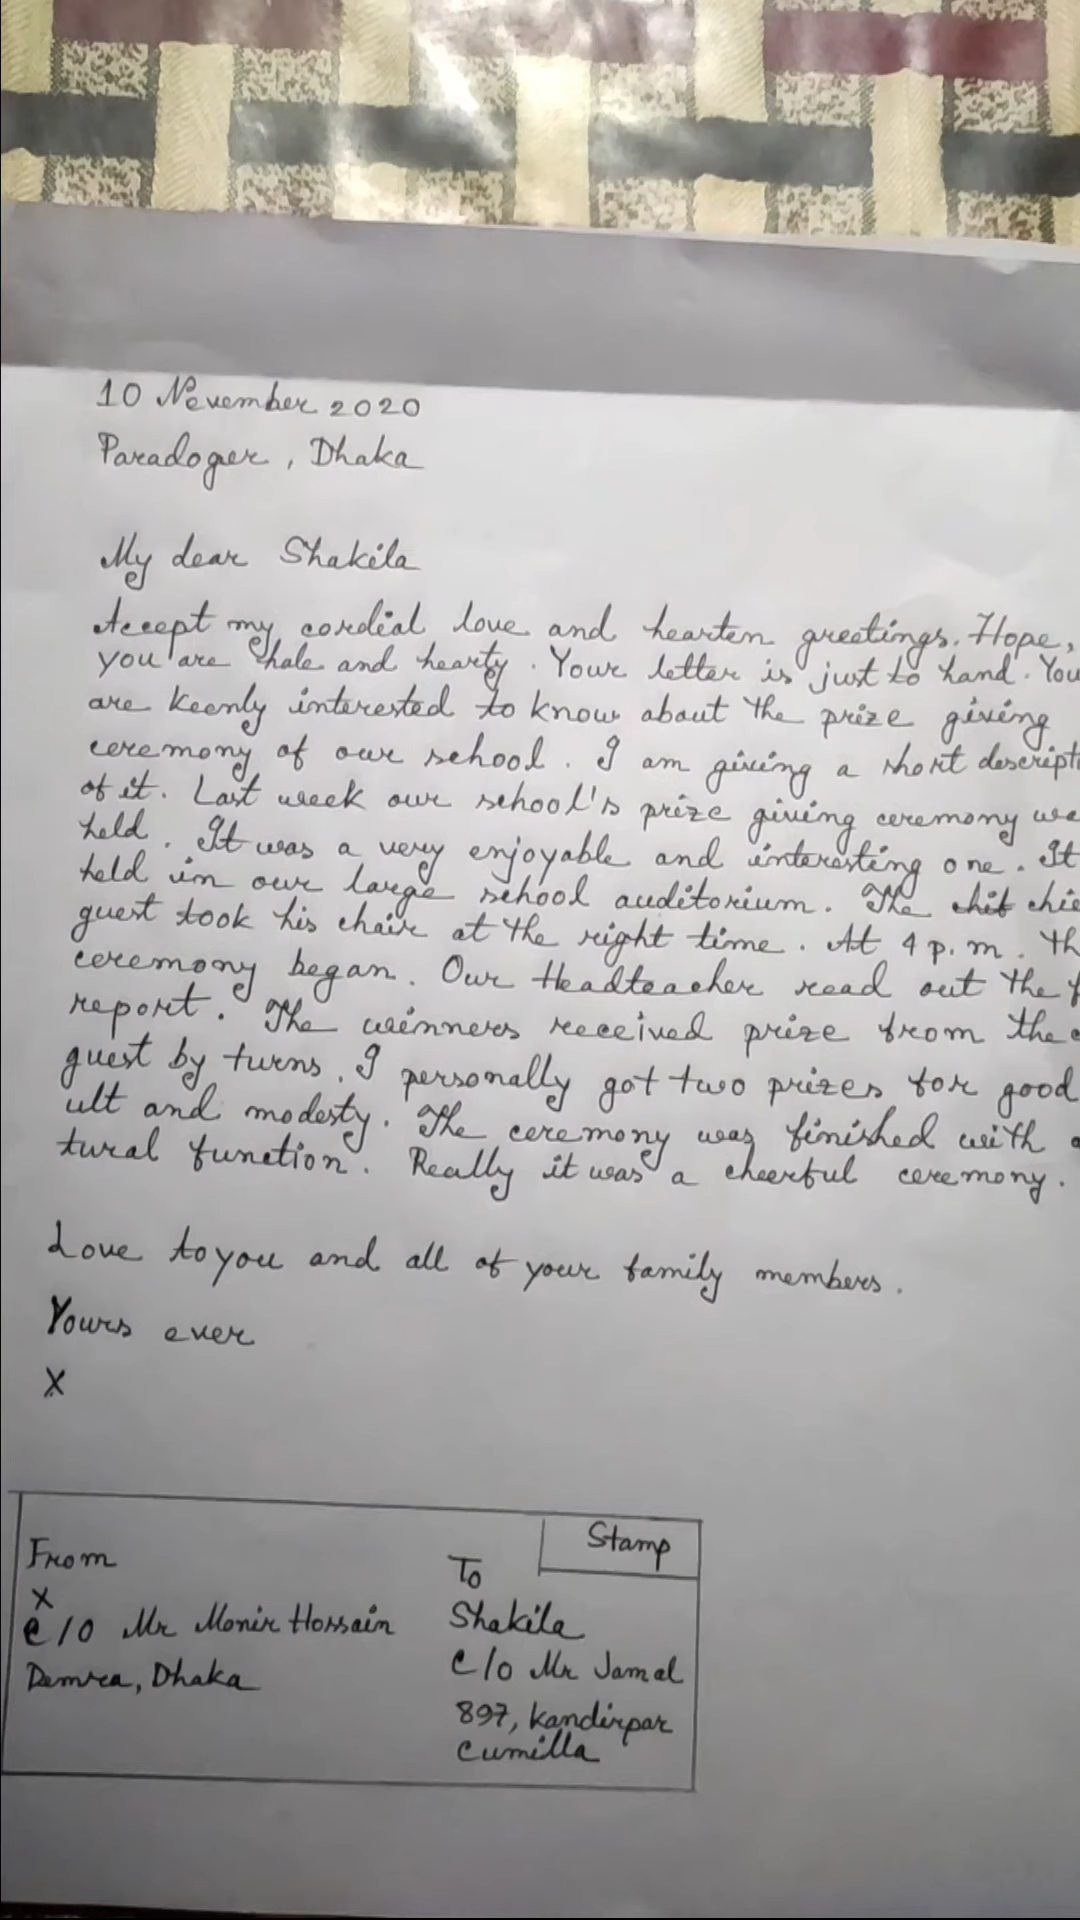 10 November 2020
Paradoger, Dhaka
My dear Shakila
Accept my cordial love and hearten greetings. Hope,
you are hale and hearty. Your letter is just to hand. You
are keenly interested to know about the prize giving
ceremony of our school. I am giving a short descripti
of it. Last week our school's prize giving ceremony wa
held. It was a very enjoyable and interesting one. It
held in our large school auditorium. The chif chie
guest took his chair at the right time. At 4 p.m. th
ceremony began. Our Headteacher read out the
report. The winners received prize from the
guest by turns. I personally got two prizes for good
ult and modesty. The ceremony was finished with
tural function. Really it was a cheerful ceremony.
Love to you and all of your family members.
Yours ever
X
Stamp
From
X
C/O Mr Monir Hossain
Demra, Dhaka
To
Shakila
C/O Mr Jamal
897, kandirpar
Cumilla